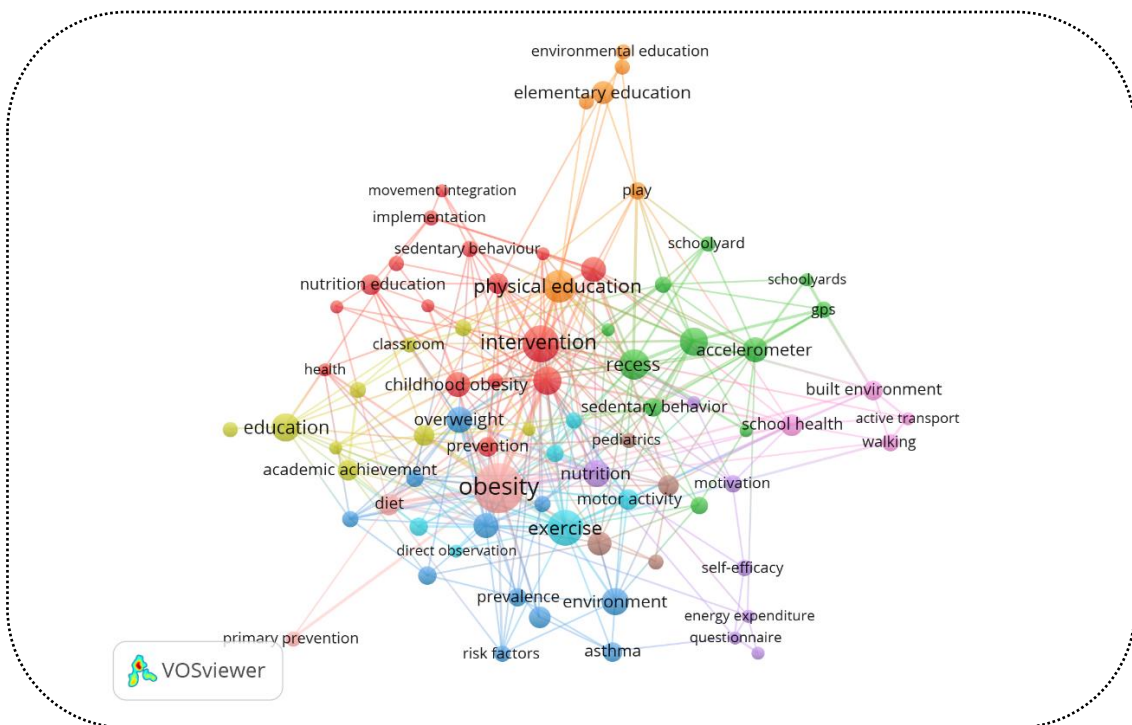 environmental education
elementary education
movement integration
play
implementation
schoolyard
sedentary behaviour
nutrition education
physical education
schoolyards
gps
classroom
intervention
accelerometer
recess
health
childhood obesity
built environment
sedentary behavior
overweight
active transport
school health
education
pediatrics
walking
prevention
academic achievement
nutrition
motivation
obesity
motor activity
diet
exercise
direct observation
self-efficacy
prevalence
environment
energy expenditure
primary prevention
questionnaire
risk factors
asthma
VOSviewer